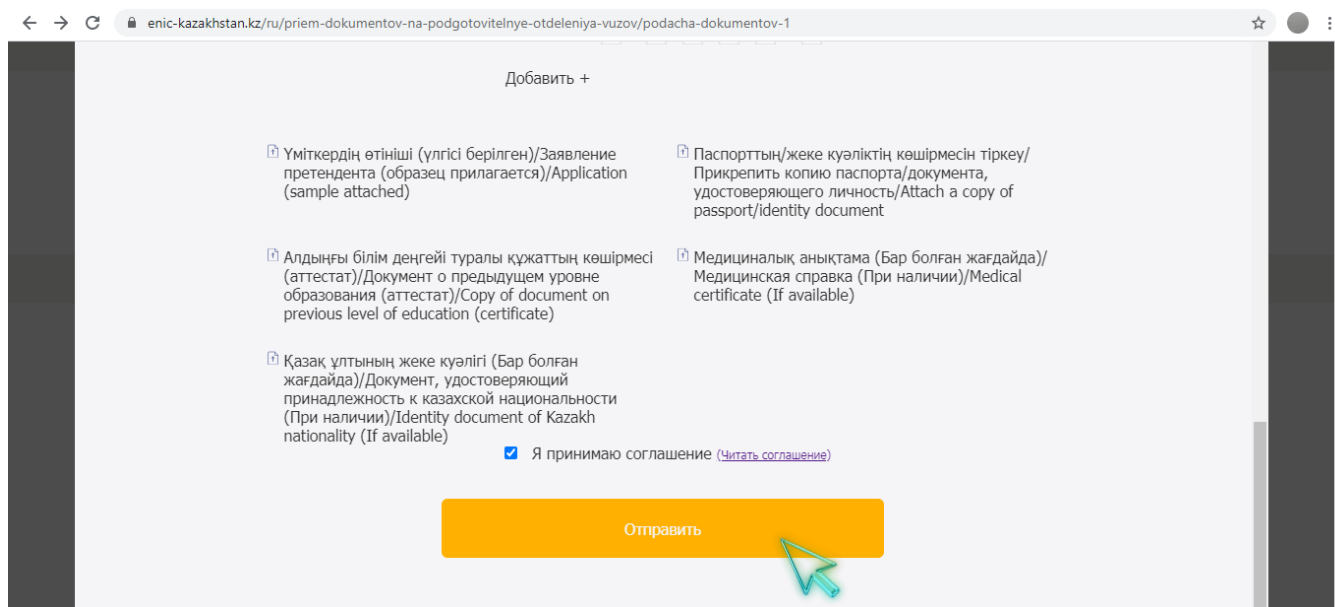 enic-kazakhstan.kz/ru/priem-dokumentov-na-podgotovitelnye-otdeleniya-vuzov/podacha-dokumentov-1
Добавить +
Үміткердің өтініші (үлгісі берілген)/Заявление
претендента (образец прилагается)/Application
(sample attached)
Паспорттың/жеке куәліктің көшірмесін тіркеу/
Прикрепить копию паспорта/документа,
удостоверяющего личность/Attach a copy of
passport/identity document
Алдыңғы білім деңгейі туралы құжаттың көшірмесі
(аттестат)/Документ о предыдущем уровне
образования (аттестат)/Copy of document on
previous level of education (certificate)
Медициналық анықтама (Бар болған жағдайда)/
Медицинская справка (При наличии)/Medical
certificate (If available)
Қазақ ұлтының жеке куәлігі (Бар болған
жағдайда)/Документ, удостоверяющий
принадлежность к казахской национальности
(При наличии)/Identity document of Kazakh
nationality (If available)
Я принимаю соглашение (Читать соглашение)
Отправить